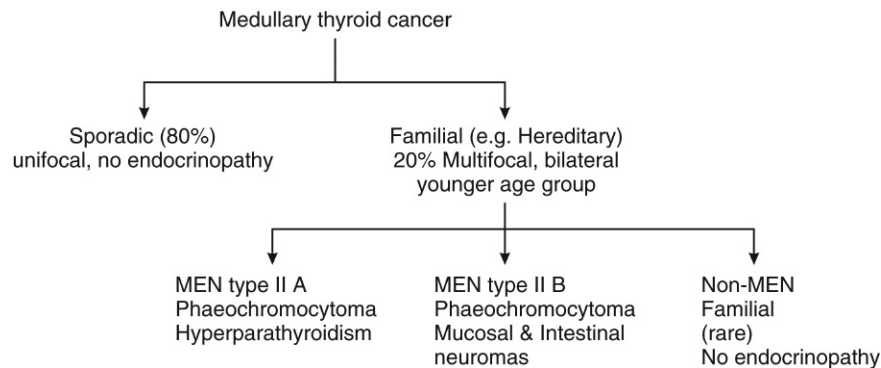 Medullary thyroid cancer
Sporadic (80%)
unifocal, no endocrinopathy
Familial (e.g. Hereditary)
20% Multifocal, bilateral
younger age group
MEN type II A
Phaeochromocytoma
Hyperparathyroidism
MEN type II B
Phaeochromocytoma
Mucosal & Intestinal
neuromas
Non-MEN
Familial
(rare)
No endocrinopathy